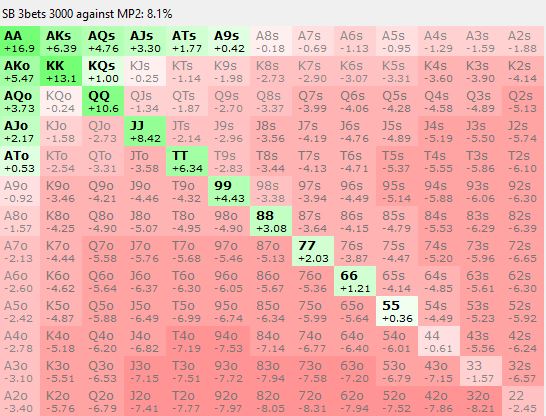 SB 3bets 3000 against MP2: 8.1%
AA AKs AQs AJs ATs A9s A8s A7s A6s A5s A4s A3s A2s
+16.9 +6.39 +4.76 +3.30 +1.77 +0.42 -0.18 -0.69 -1.13 -0.95 -1.29 -1.59 -1.88
AKo KK KQs KJs KTs K9s K8s K7s K6s K5s K4s K3s K2s
+5.47 +13.1 +1.00 -0.25 -1.14 -1.98 -2.73 -2.90 -3.07 -3.31 -3.60 -3.90 -4.14
AQo KQo QQ QJs QTs Q9s Q8s Q7s Q6s Q5s Q4s Q3s Q2s
+3.73 -0.24 +10.6 -1.34 -1.87 -2.70 -3.37 -3.99 -4.06 -4.28 -4.58 -4.89 -5.13
AJo KJo QJo JJ JTs J9s J8s J7s J6s J5s J4s J3s J2s
+2.17 -1.58 -2.73 +8.42 -2.14 -2.96 -3.56 -4.19 -4.76 -4.89 -5.19 -5.50 -5.74
ATo KTo QTo JTo TT T9s T8s T7s T6s T5s T4s T3s T2s
+0.53 -2.54 -3.31 -3.58 +6.34 -2.83 -3.44 -4.13 -4.71 -5.37 -5.55 -5.86 -6.10
A9o K9o Q9o J9o T9o 99 98s 97s 96s 95s 94s 93s 92s
-0.92 -3.46 -4.21 -4.46 -4.32 +4.43 -3.38 -3.94 -4.49 -5.14 -5.88 -6.06 -6.30
A8o K8o Q8o J8o T8o 98o 88 87s 86s 85s 84s 83s 82s
-1.57 -4.25 -4.90 -5.07 -4.95 -4.90 +3.08 -3.64 -4.15 -4.79 -5.53 -6.29 -6.39
A7o K7o Q7o J7o T7o 97o 87o 77 76s 75s 74s 73s 72s
-2.13 -4.44 -5.58 -5.76 -5.68 -5.46 -5.13 +2.03 -3.87 -4.47 -5.20 -5.96 -6.65
A6o K6o Q6o J6o T6o 96o 86o 76o 66 65s 64s 63s 62s
-2.60 -4.62 -5.64 -6.37 -6.30 -6.06 -5.67 -5.36 +1.21 -4.14 -4.85 -5.61 -6.30
A5o K5o Q5o J5o T5o 95o 85o 75o 65o 55 54s 53s 52s
-2.42 -4.87 -5.88 -6.49 -6.99 -6.74 -6.34 -5.99 -5.64 +0.36 -4.49 -5.23 -5.92
A4o K4o Q4o J4o T4o 94o 84o 74o 64o 54o 44 43s 42s
-2.78 -5.18 -6.20 -6.82 -7.19 -7.53 -7.14 -6.77 -6.40 -6.01 -0.61 -5.56 -6.24
A3o K3o Q3o J3o T3o 93o 83o 73o 63o 53o 43o 33 32s
-3.10 -5.51 -6.53 -7.15 -7.51 -7.72 -7.94 -7.58 -7.20 -6.79 -7.15 -1.57 -6.57
A2o K2o Q2o J2o T2o 92o 82o 72o 62o 52o 42o 32o 22
-3.40 -5.76 -6.79 -7.41 -7.77 -7.97 -8.05 -8.31 -7.94 -7.52 -7.86 -8.21 -2.45